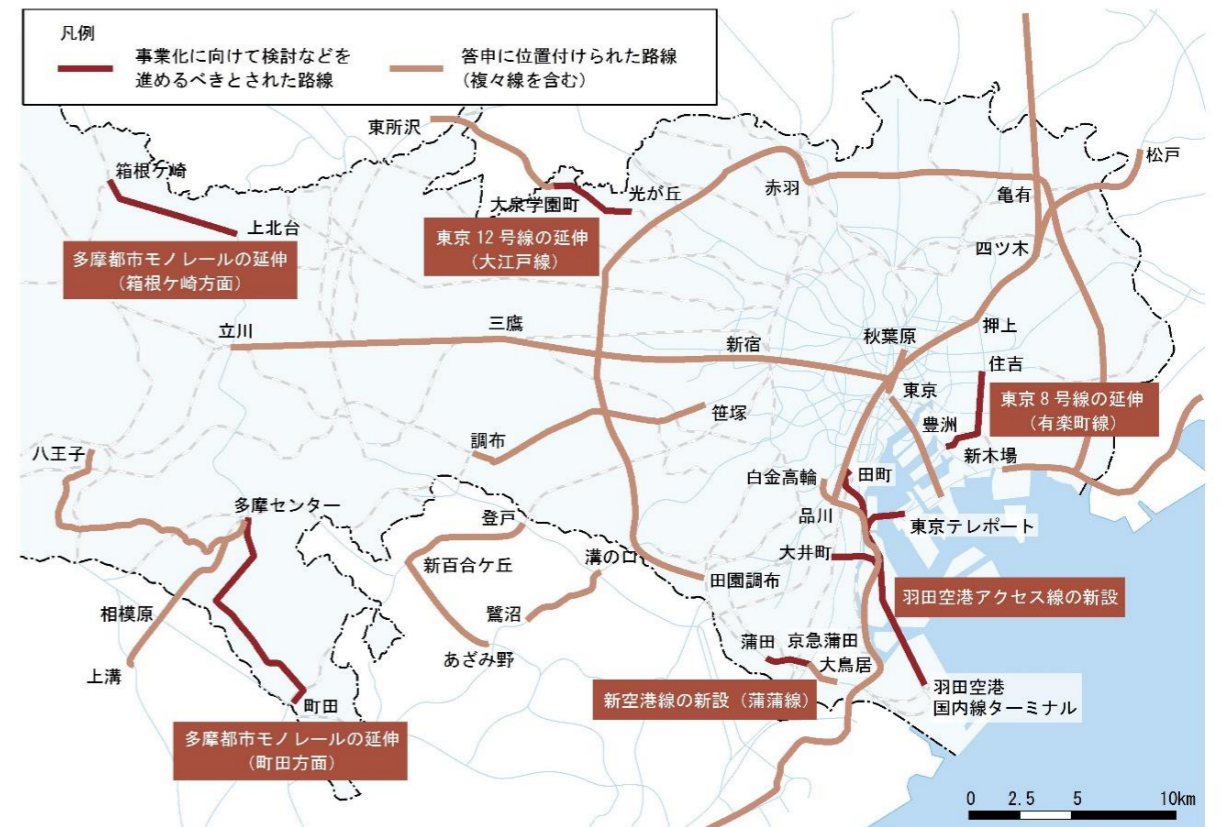 凡例
事業化に向けて検討などを
進めるべきとされた路線
答申に位置付けられた路線
(複々線を含む)
東所沢
松戸
箱根ケ崎
赤羽
亀有
大泉学園町
光が丘
上北台
東京12号線の延伸
(大江戸線)
四ツ木
多摩都市モノレールの延伸
(箱根ケ崎方面)
立川
三鷹
新宿
秋葉原
押上
住吉
東京
東京8号線の延伸
(有楽町線)
笹塚
豊洲
調布
新木場
八王子
白金高輪
田町
多摩センター
登戸
品川
東京テレポート
大井町
新百合ケ丘
溝の口
田園調布
羽田空港アクセス線の新設
相模原
鷺沼
あざみ野
蒲田
京急蒲田
大鳥居
上溝
町田
新空港線の新設(蒲蒲線)
羽田空港
国内線ターミナル
多摩都市モノレールの延伸
(町田方面)
0 2.5 5 10km